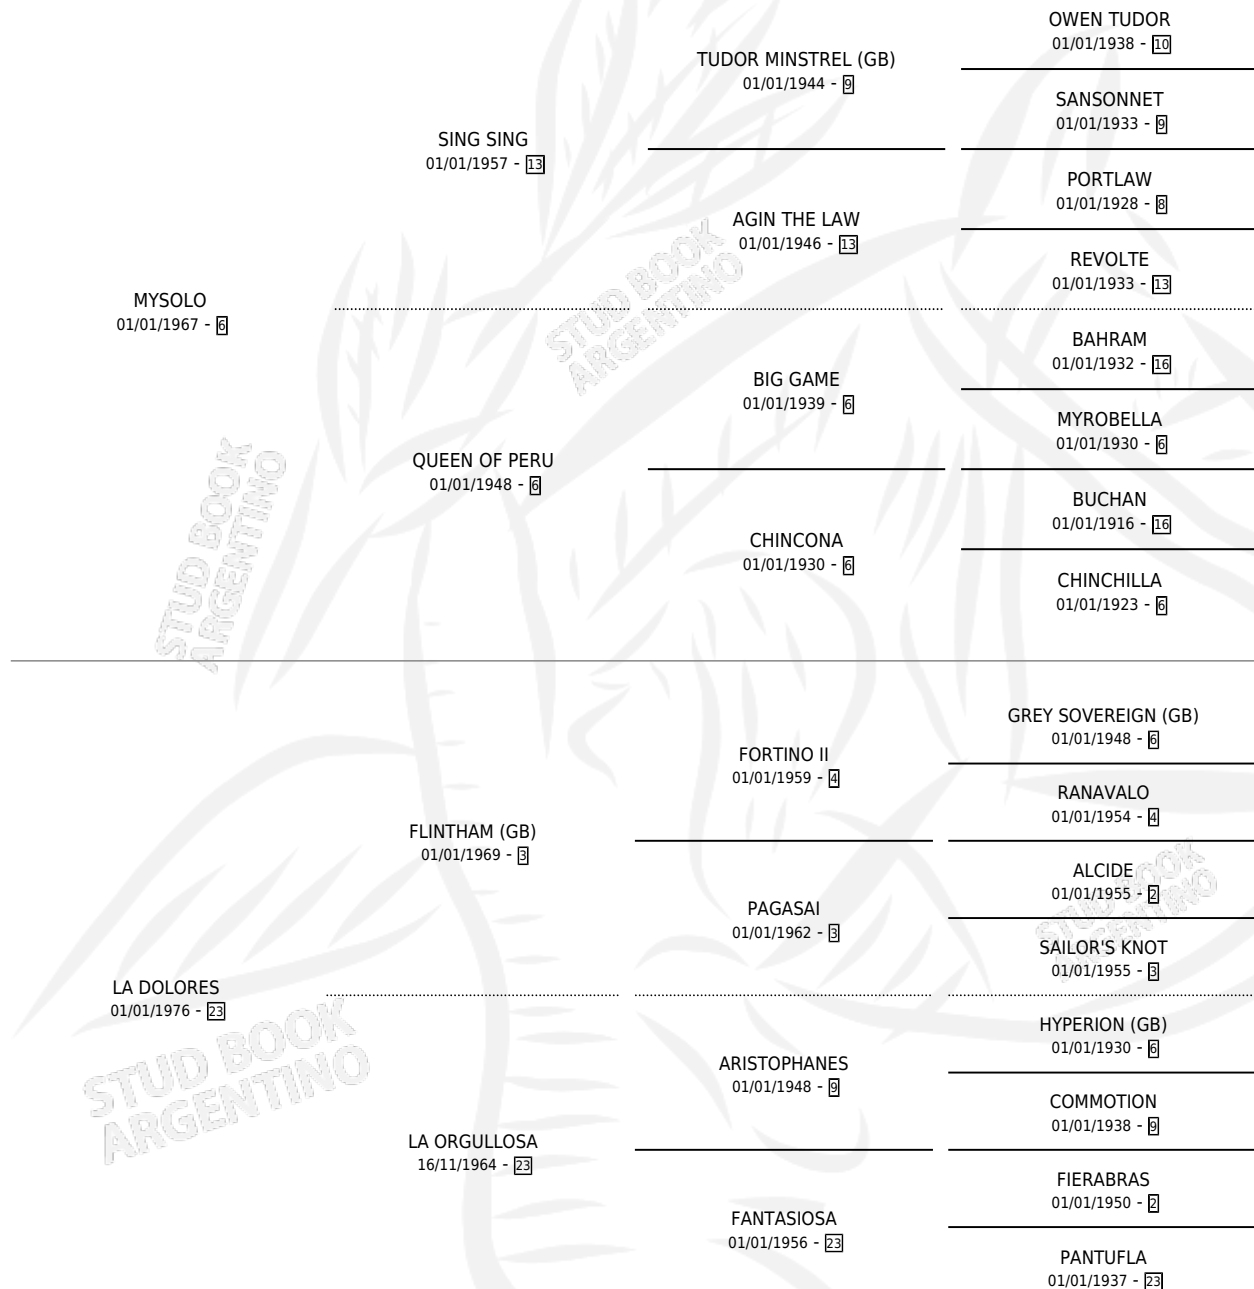 OWEN TUDOR
01/01/1938 - 10
TUDOR MINSTREL (GB)
01/01/1944 - 9
SANSONNET
01/01/1933 - 9
SING SING
01/01/1957 - 13
PORTLAW
01/01/1928 - 8
AGIN THE LAW
01/01/1946 - 13
REVOLTE
01/01/1933 - 13
MYSOLO
01/01/1967 - 6
BAHRAM
01/01/1932 - 16
BIG GAME
01/01/1939 - 6
MYROBELLA
01/01/1930 - 6
QUEEN OF PERU
01/01/1948 - 6
BUCHAN
01/01/1916 - 16
CHINCONA
01/01/1930 - 6
CHINCHILLA
01/01/1923 - 6
GREY SOVEREIGN (GB)
01/01/1948 - 6
FORTINO II
01/01/1959 - 4
RANAVALO
01/01/1954 - 4
FLINTHAM (GB)
01/01/1969 - 3
ALCIDE
01/01/1955 - 2
PAGASAI
01/01/1962 - 3
SAILOR'S KNOT
01/01/1955 - 3
LA DOLORES
01/01/1976 - 23
HYPERION (GB)
01/01/1930 - 6
ARISTOPHANES
01/01/1948 - 9
COMMOTION
01/01/1938 - 9
LA ORGULLOSA
16/11/1964 - 23
FIERABRAS
01/01/1950 - 2
FANTASIOSA
01/01/1956 - 23
PANTUFLA
01/01/1937 - 23
STUD BOOK
ARGENTINO
STUD BOOK
ARGENTINO
STUD BOOK
ARGENTINO
STUD BOOK
ARGENTINO